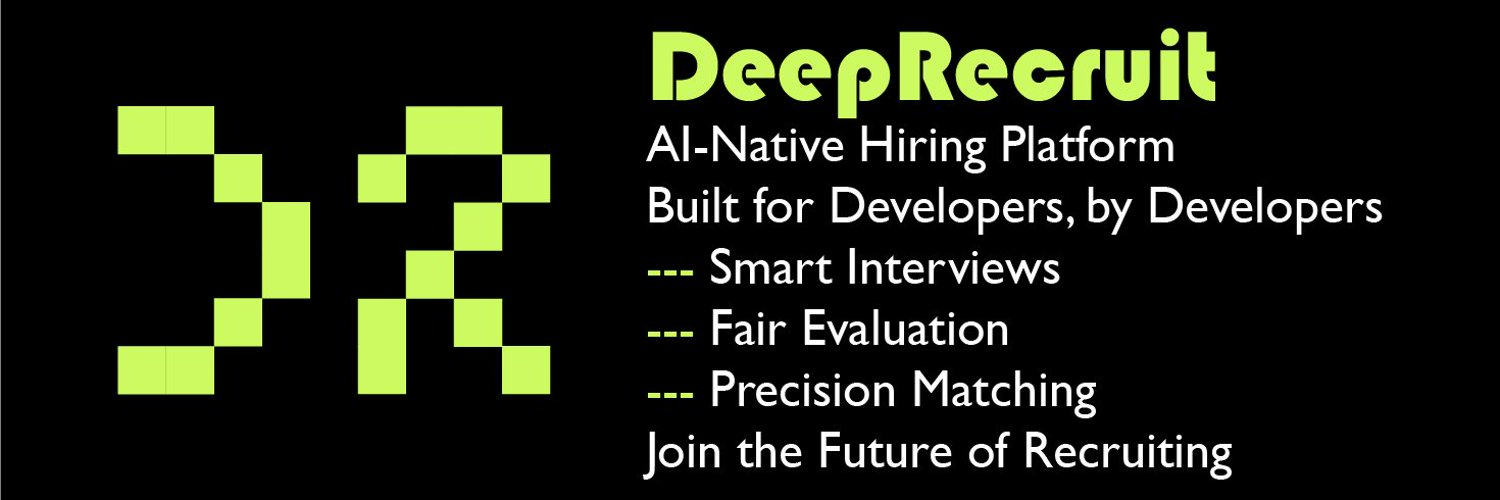 DeepRecruit
AI-Native Hiring Platform
Built for Developers, by Developers
--- Smart Interviews
--- Fair Evaluation
--- Precision Matching
Join the Future of Recruiting